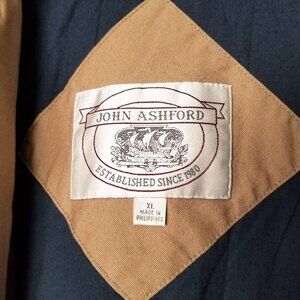 JOHN ASHFORD
ESTABLISHED SINCE 1980
XL
MADE IN
PHILIPPINES